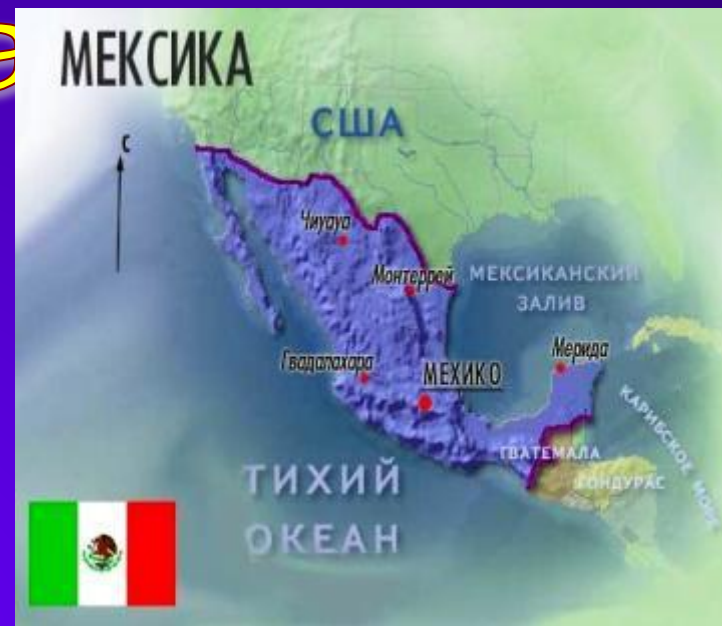 МЕКСИКА
С
США
Чиуауа
Монтеррей
МЕКСИКАНСКИЙ
ЗАЛИВ
Гвадалахара
МЕХИКО
Мерида
КАРИБСКОЕ МОРЕ
ГВАТЕМАЛА
ГОНДУРАС
ТИХИЙ
ОКЕАН